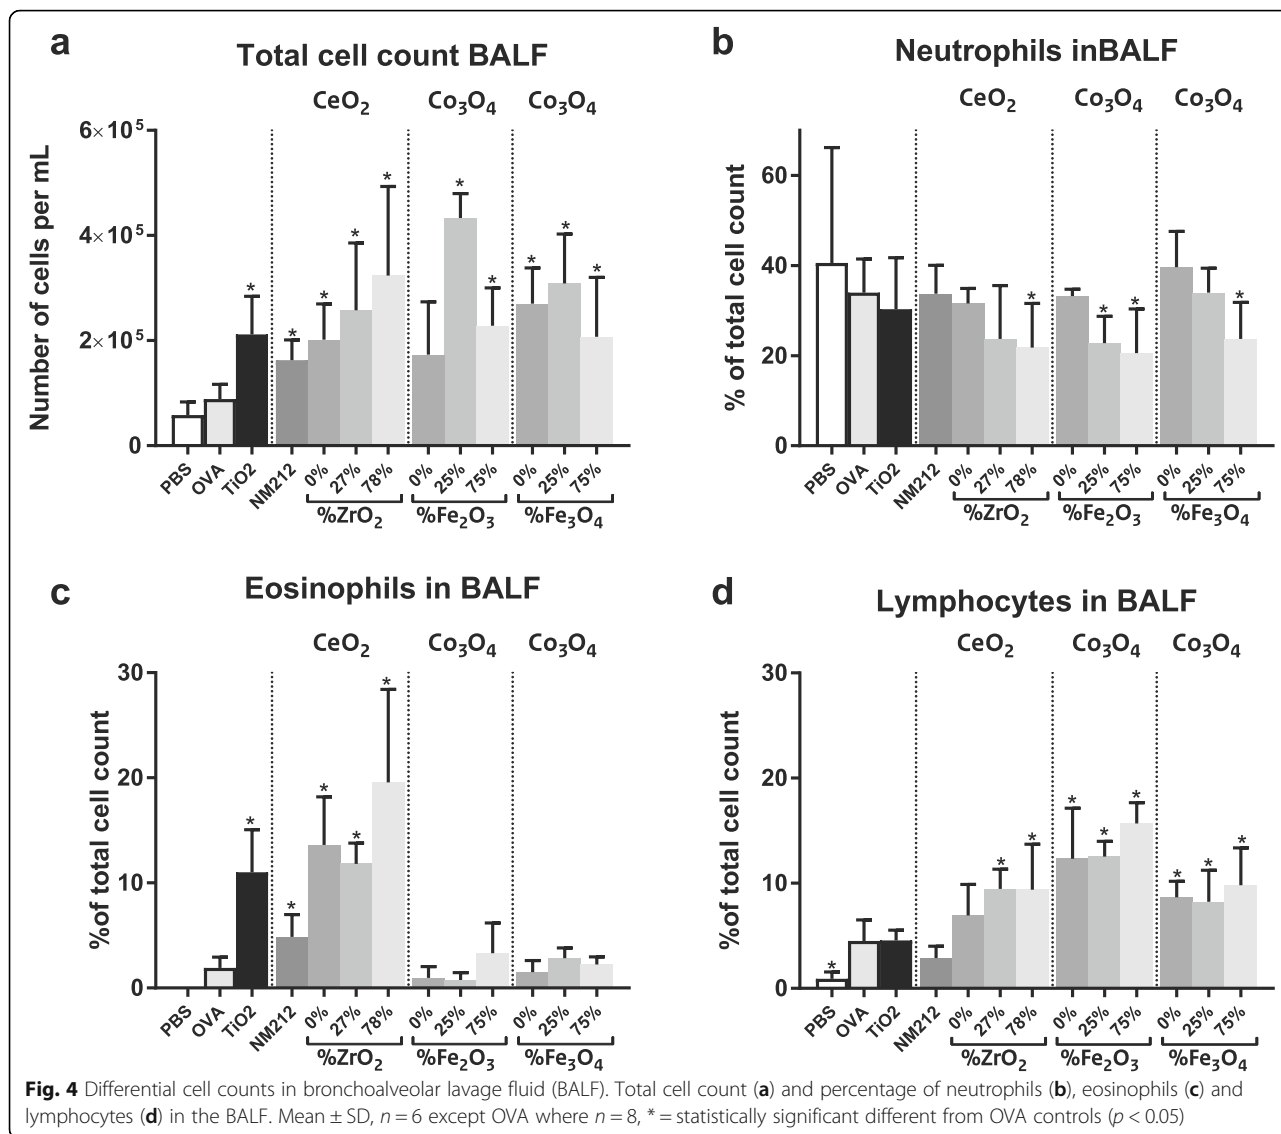 a
Total cell count BALF
CeO2 Co3O4 Co3O4
Number of cells per mL
6×10^5
4×10^5
2×10^5
0
* * * * * * * * * *
PBS OVA TiO2 NM212 0% 27% 78% 0% 25% 75% 0% 25% 75%
%ZrO2 %Fe2O3 %Fe3O4
b
Neutrophils inBALF
CeO2 Co3O4 Co3O4
% of total cell count
60
40
20
0
* * * *
PBS OVA TiO2 NM212 0% 27% 78% 0% 25% 75% 0% 25% 75%
%ZrO2 %Fe2O3 %Fe3O4
c
Eosinophils in BALF
CeO2 Co3O4 Co3O4
%of total cell count
30
20
10
0
* * * * *
PBS OVA TiO2 NM212 0% 27% 78% 0% 25% 75% 0% 25% 75%
%ZrO2 %Fe2O3 %Fe3O4
d
Lymphocytes in BALF
CeO2 Co3O4 Co3O4
%of total cell count
30
20
10
0
* * * * * * * * *
PBS OVA TiO2 NM212 0% 27% 78% 0% 25% 75% 0% 25% 75%
%ZrO2 %Fe2O3 %Fe3O4
Fig. 4 Differential cell counts in bronchoalveolar lavage fluid (BALF). Total cell count (a) and percentage of neutrophils (b), eosinophils (c) and
lymphocytes (d) in the BALF. Mean ± SD, n = 6 except OVA where n = 8, * = statistically significant different from OVA controls (p < 0.05)